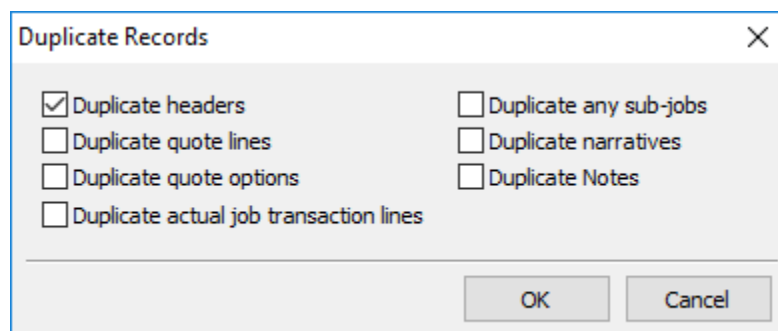 Duplicate Records
Duplicate headers
Duplicate any sub-jobs
Duplicate quote lines
Duplicate narratives
Duplicate quote options
Duplicate Notes
Duplicate actual job transaction lines
OK
Cancel